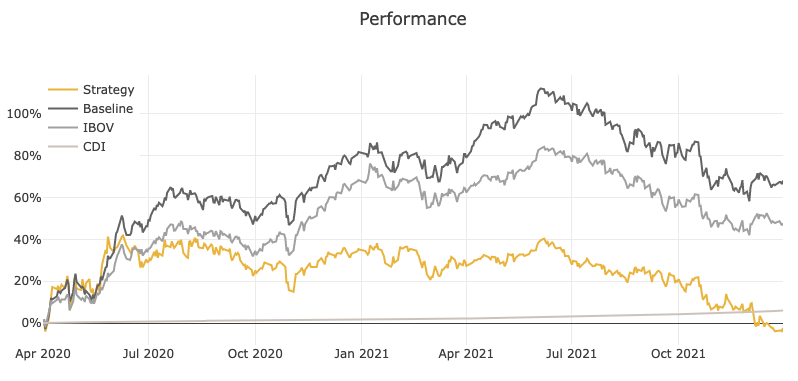 Performance
Strategy
Baseline
IBOV
CDI
100%
80%
60%
40%
20%
0%
Apr 2020 Jul 2020 Oct 2020 Jan 2021 Apr 2021 Jul 2021 Oct 2021